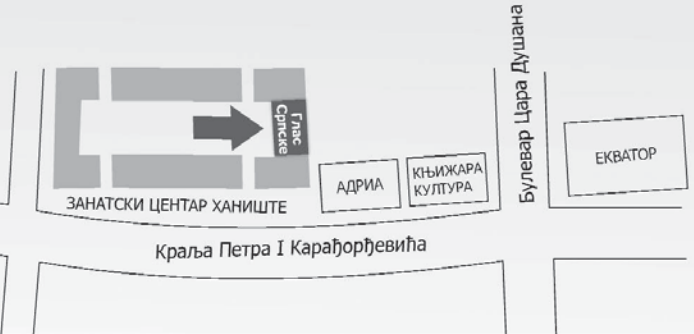 Булевар Цара Душана
Глас
Српске
ЕКВАТОР
АДРИА
КЊИЖАРА
КУЛТУРА
ЗАНАТСКИ ЦЕНТАР ХАНИШТЕ
Краља Петра I Карађорђевића